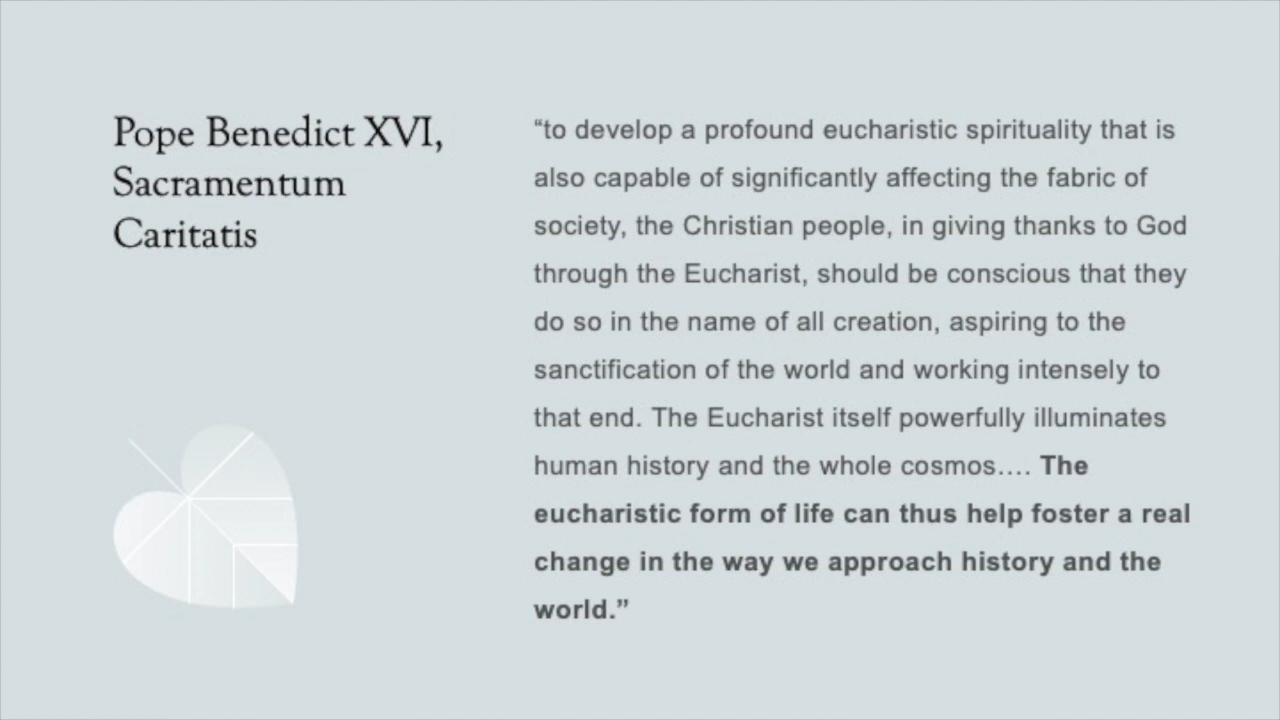 Pope Benedict XVI,
Sacramentum
Caritatis
“to develop a profound eucharistic spirituality that is
also capable of significantly affecting the fabric of
society, the Christian people, in giving thanks to God
through the Eucharist, should be conscious that they
do so in the name of all creation, aspiring to the
sanctification of the world and working intensely to
that end. The Eucharist itself powerfully illuminates
human history and the whole cosmos…. The
eucharistic form of life can thus help foster a real
change in the way we approach history and the
world.”